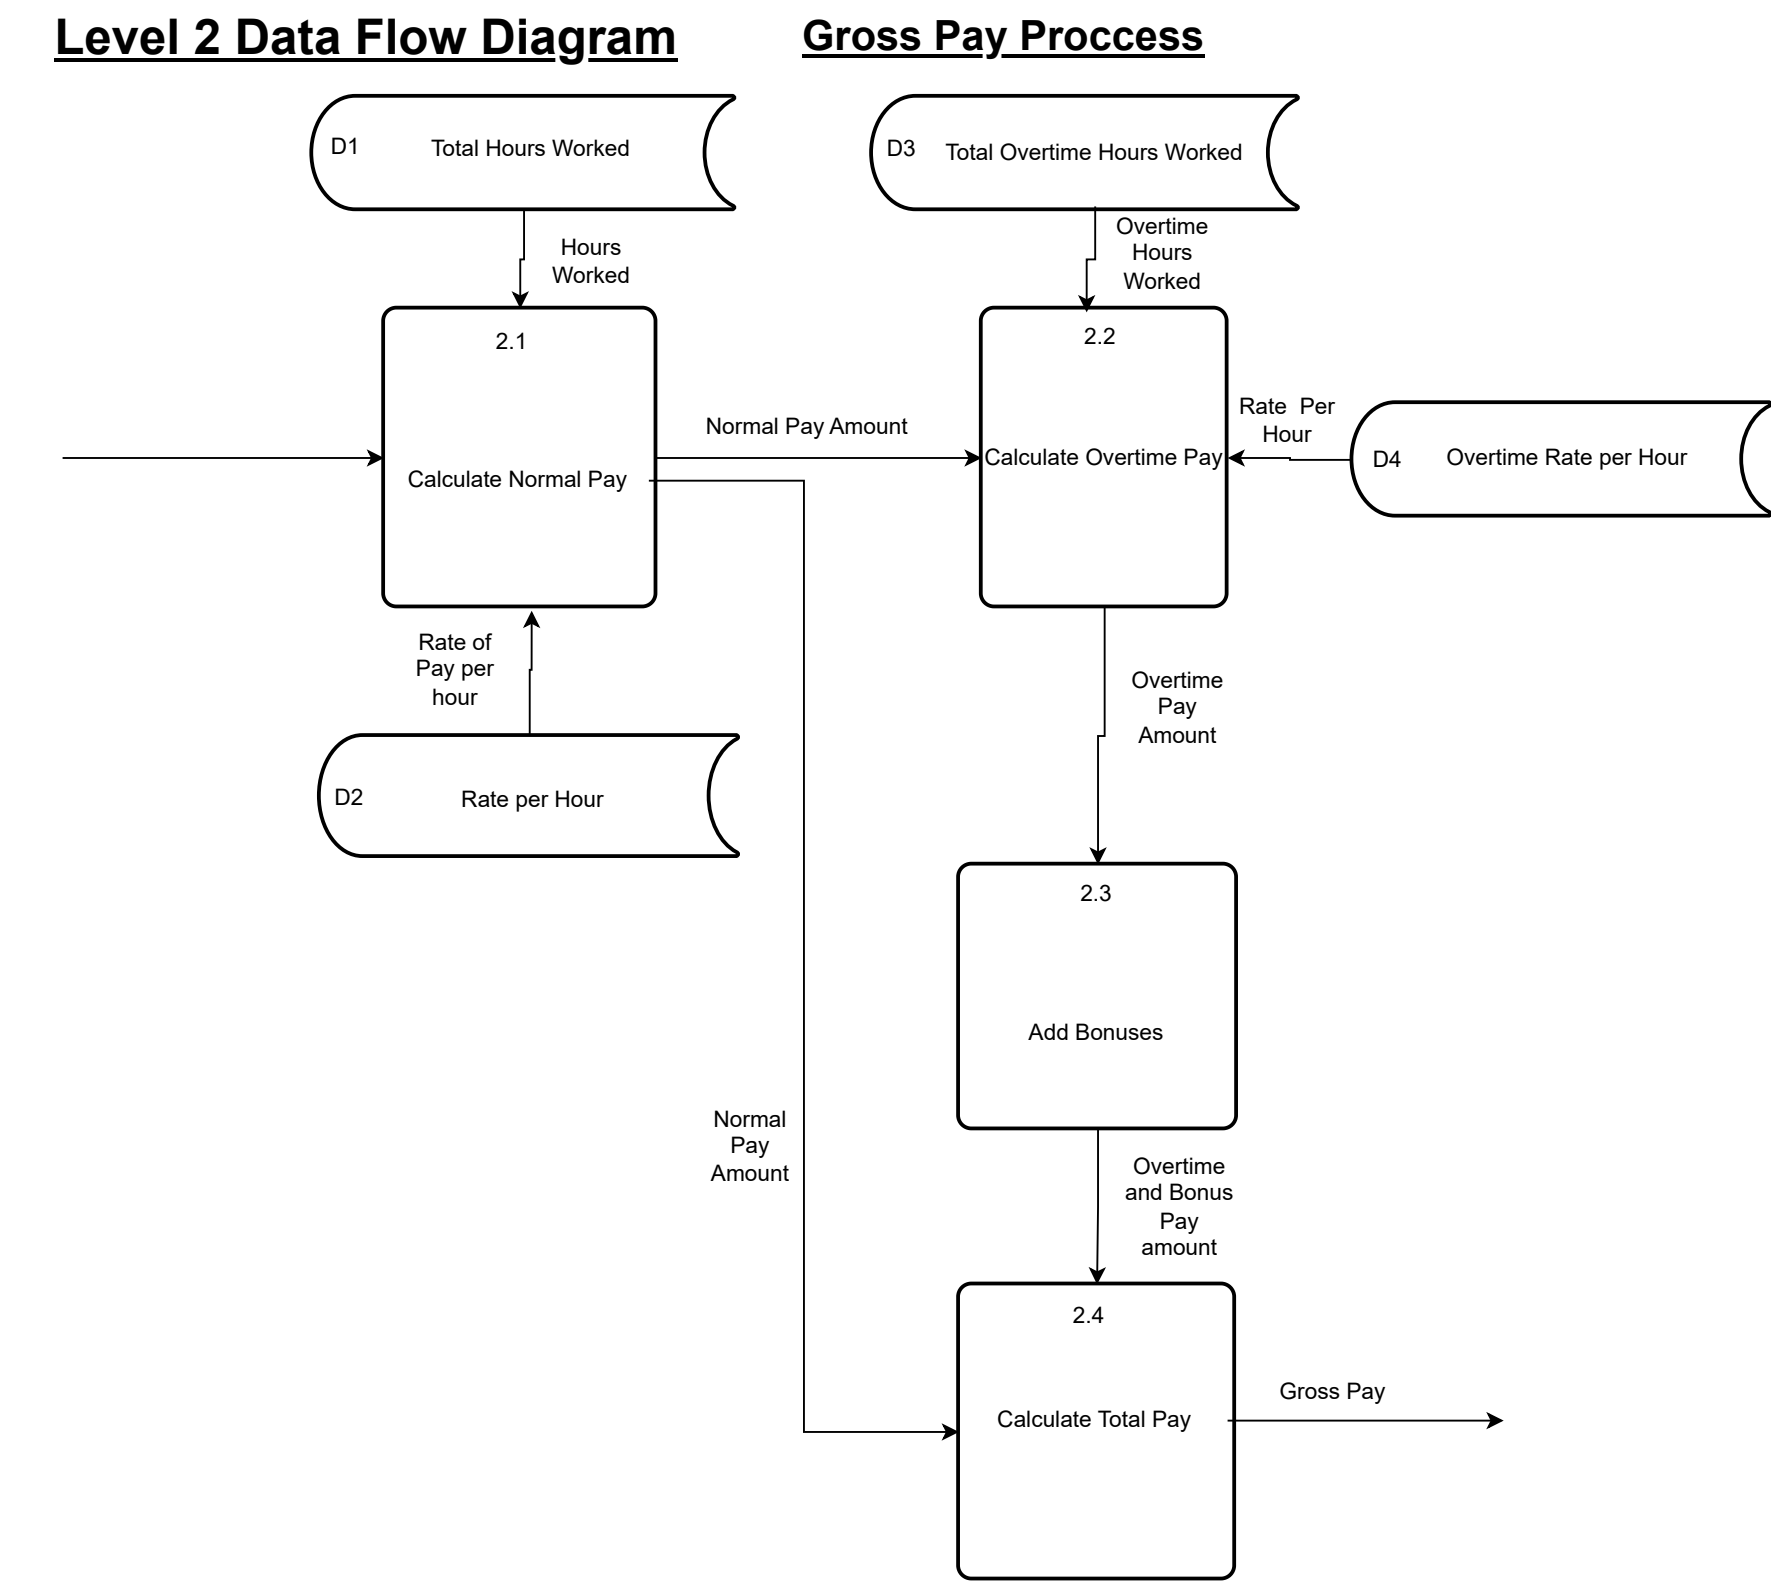 Level 2 Data Flow Diagram
Gross Pay Proccess
D1
Total Hours Worked
D3
Total Overtime Hours Worked
Hours
Worked
Overtime
Hours
Worked
2.1
Calculate Normal Pay
Normal Pay Amount
2.2
Calculate Overtime Pay
Rate  Per
Hour
D4
Overtime Rate per Hour
Rate of
Pay per
hour
D2
Rate per Hour
Overtime
Pay
Amount
2.3
Add Bonuses
Normal
Pay
Amount
Overtime
and Bonus
Pay
amount
2.4
Calculate Total Pay
Gross Pay